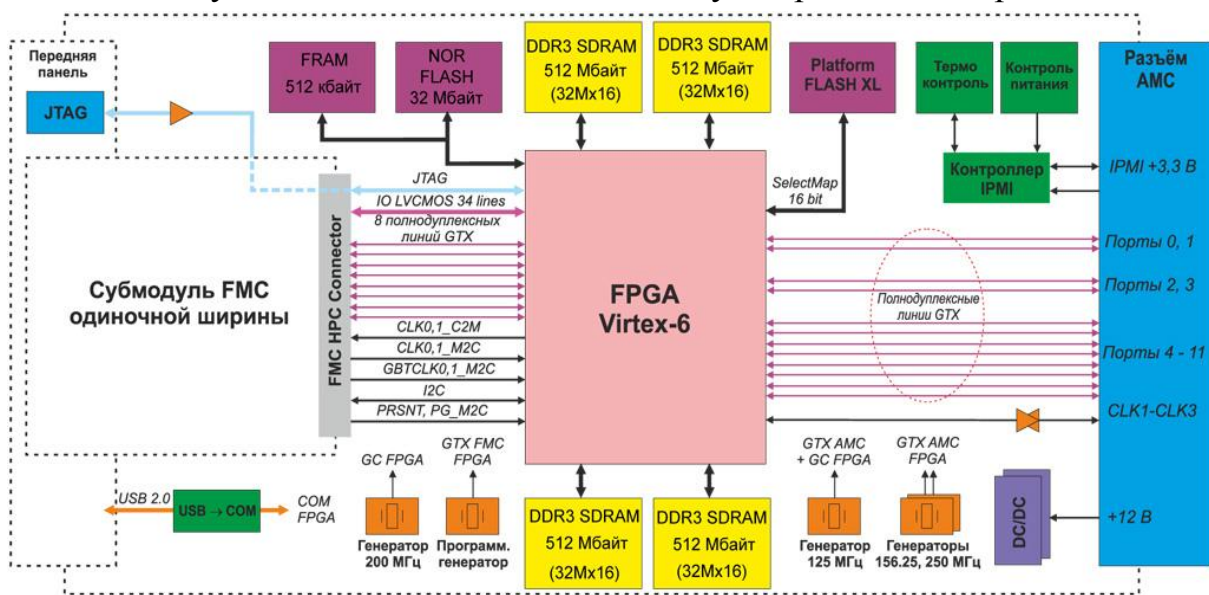 Передняя
панель
JTAG
FRAM
512 кбайт
NOR
FLASH
32 Мбайт
DDR3 SDRAM
512 Мбайт
(32Mx16)
DDR3 SDRAM
512 Мбайт
(32Mx16)
Platform
FLASH XL
Термо
контроль
Контроль
питания
Разъём
AMC
Контроллер
IPMI
IPMI +3,3 В
JTAG
IO LVCMOS 34 lines
8 полнодуплексных
линий GTX
SelectMap
16 bit
Субмодуль FMC
одиночной ширины
FMC HPC Connector
FPGA
Virtex-6
Полнодуплексные
линии GTX
Порты 0, 1
Порты 2, 3
Порты 4 - 11
CLK0,1_C2M
CLK0,1_M2C
GBTCLK0,1_M2C
I2C
PRSNT, PG_M2C
CLK1-CLK3
GC FPGA
GTX FMC
FPGA
GTX AMC
+ GC FPGA
GTX AMC
FPGA
USB 2.0
USB → COM
COM
FPGA
Генератор
200 МГц
Программ.
генератор
DDR3 SDRAM
512 Мбайт
(32Mx16)
DDR3 SDRAM
512 Мбайт
(32Mx16)
Генератор
125 МГц
Генераторы
156.25, 250 МГц
DC/DC
+12 В